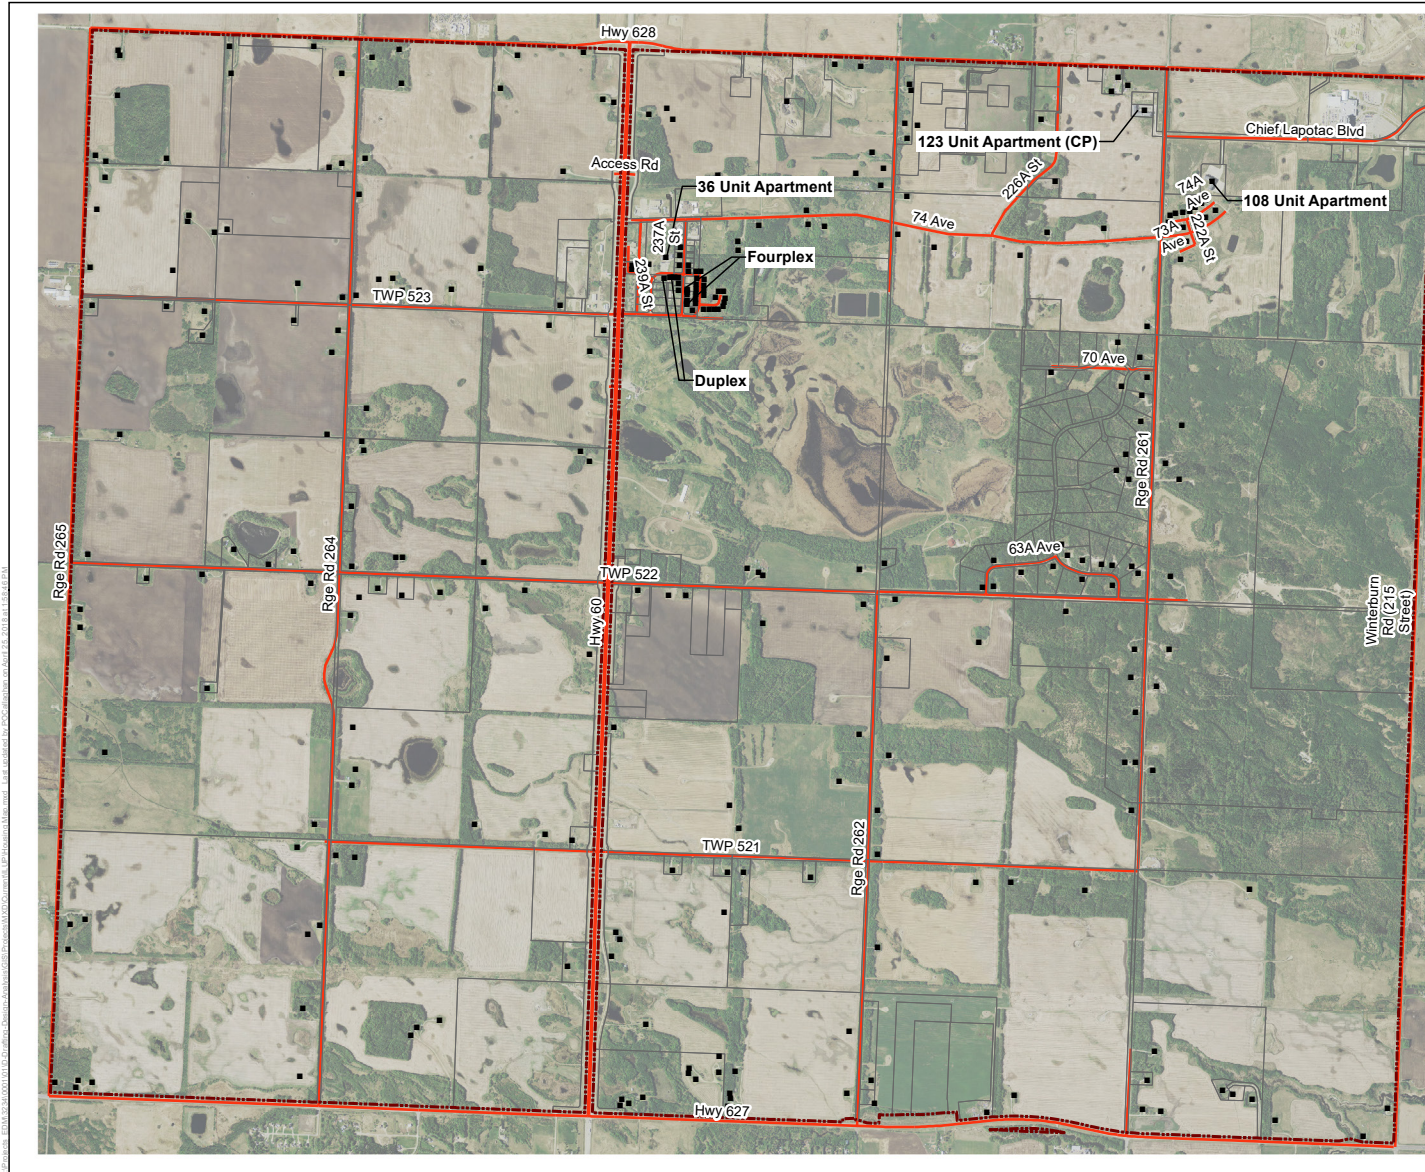 Hwy 628
Chief Lapotac Blvd
123 Unit Apartment (CP)
Access Rd
226A St
36 Unit Apartment
74A
Ave
108 Unit Apartment
74 Ave
237A
St
73A
Ave
222A St
Fourplex
239A St
TWP 523
70 Ave
Duplex
Rge Rd 261
Rge Rd 265
Rge Rd 264
63A Ave
TWP 522
Hwy 60
Winterburn
Rd (215
Street)
TWP 521
Rge Rd 262
Hwy 627